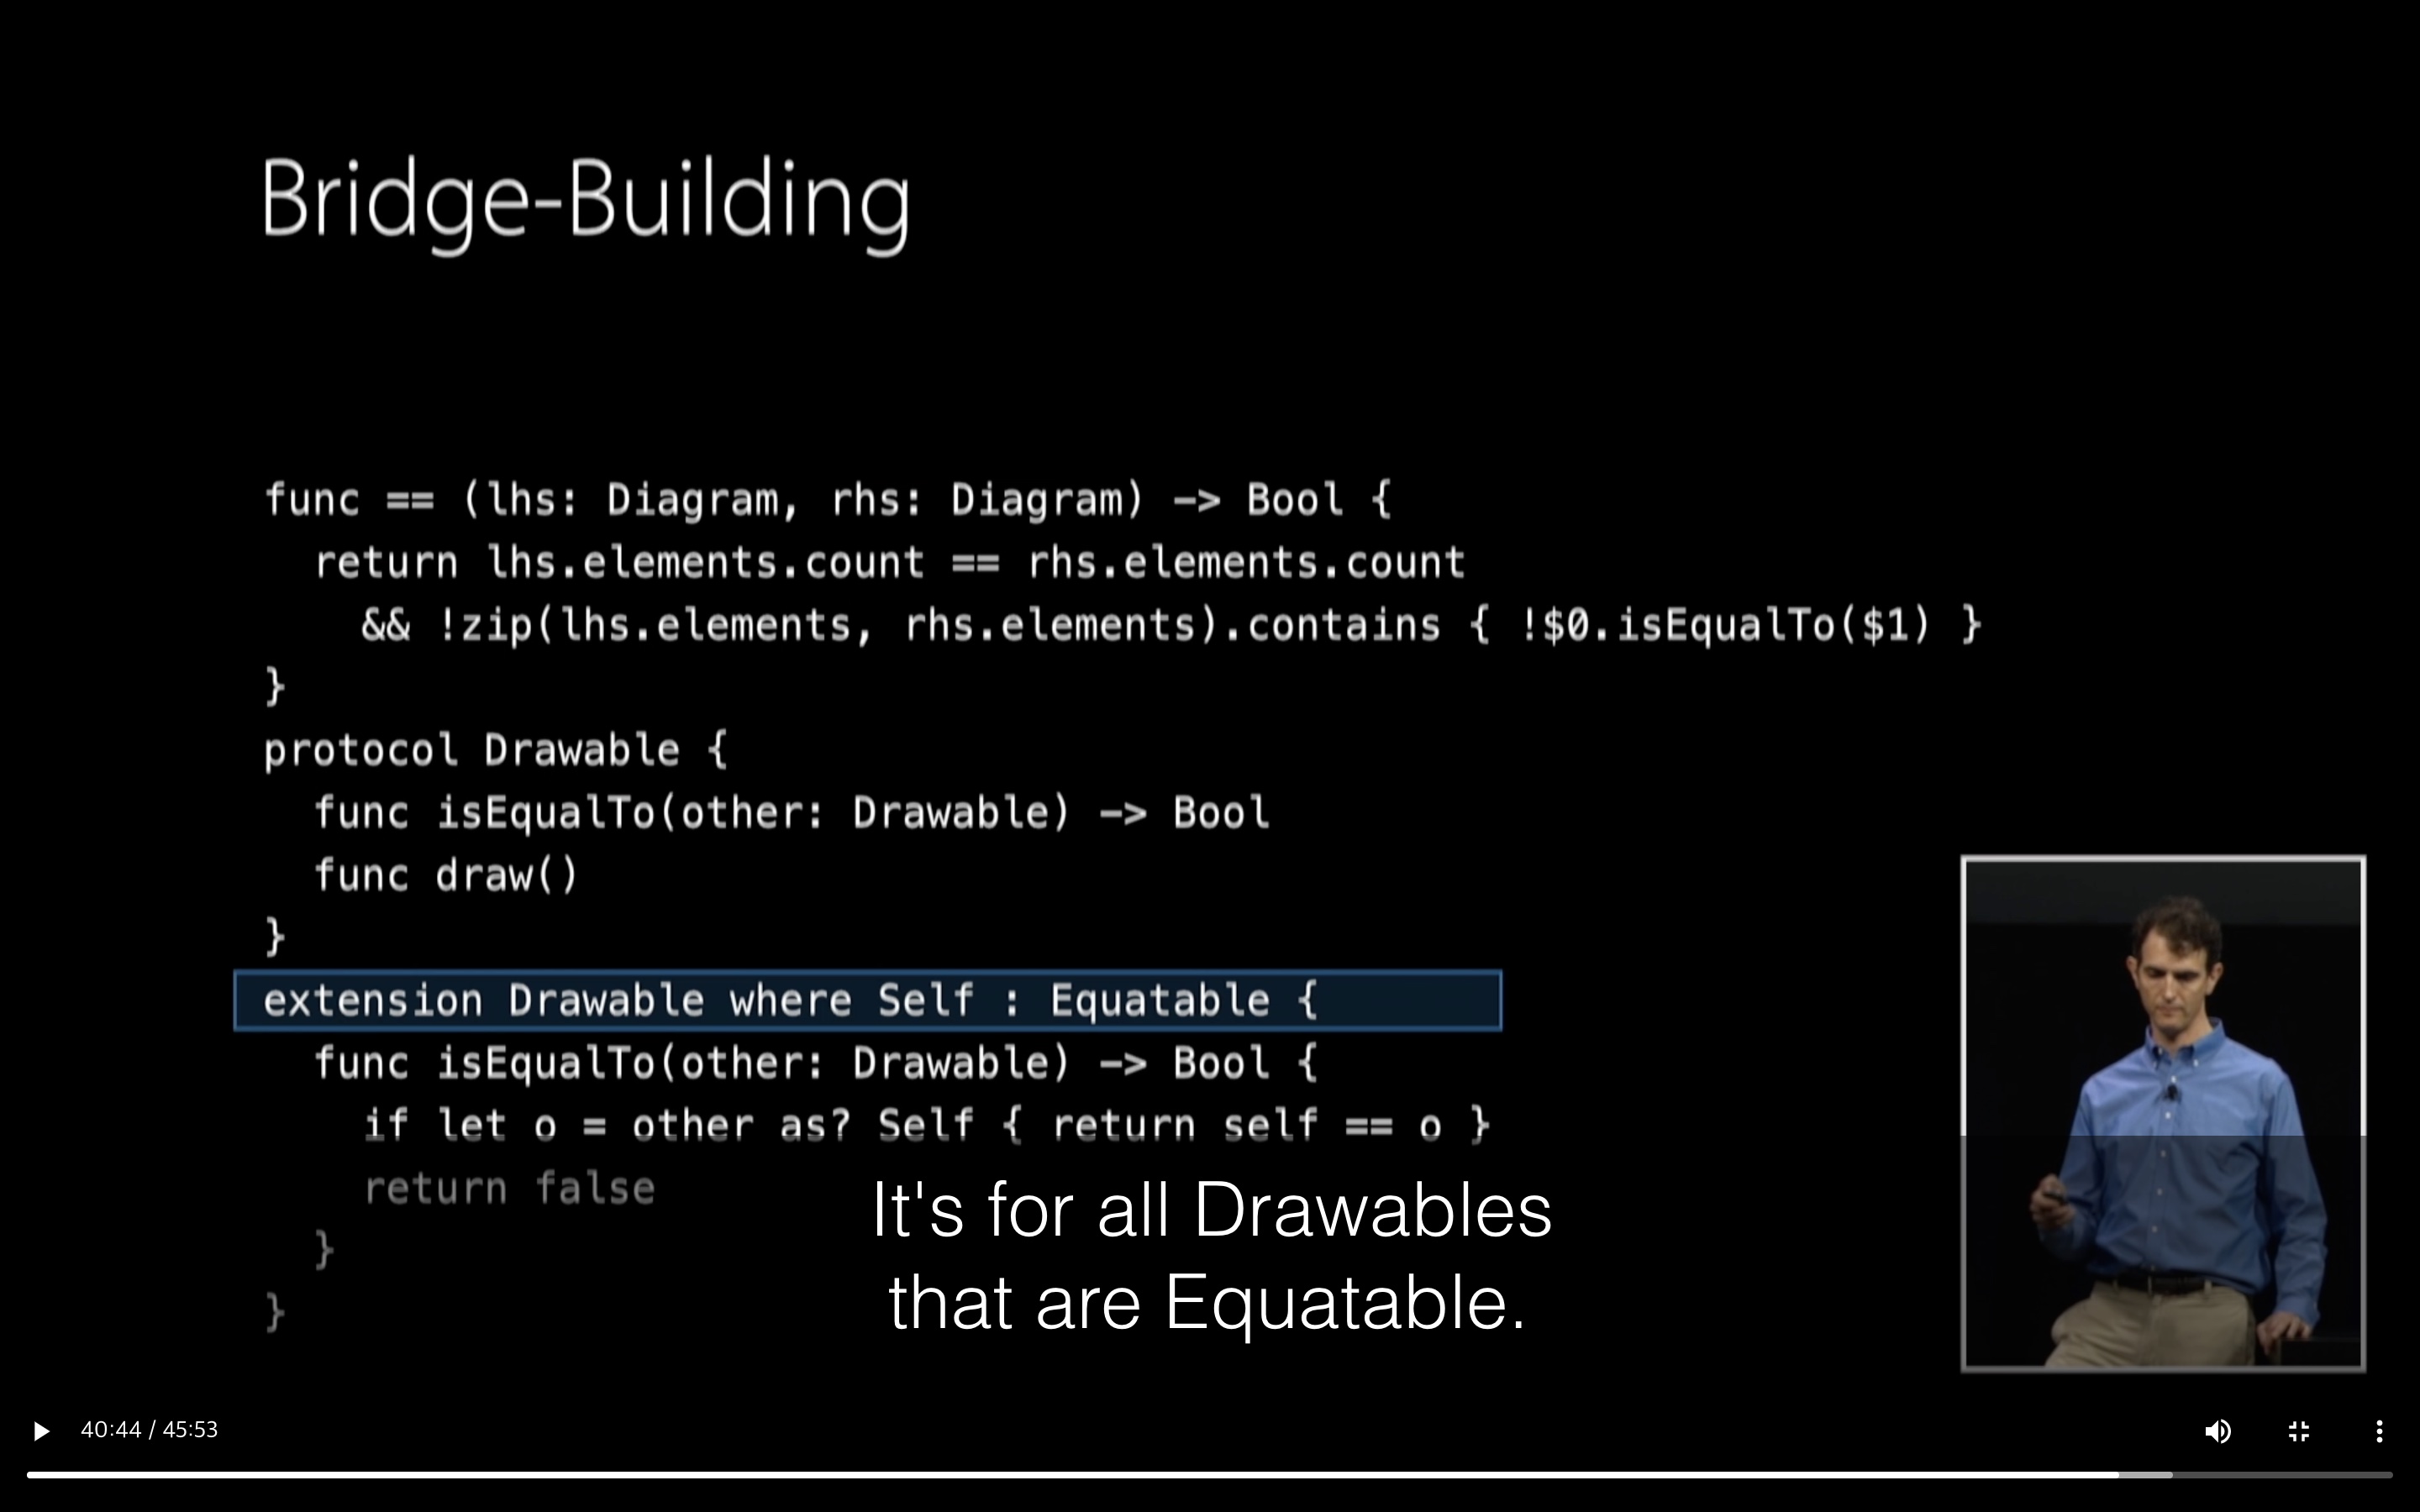 Bridge-Building
func == (lhs: Diagram, rhs: Diagram) -> Bool {
  return lhs.elements.count == rhs.elements.count
    && !zip(lhs.elements, rhs.elements).contains { !$0.isEqualTo($1) }
}
protocol Drawable {
  func isEqualTo(other: Drawable) -> Bool
  func draw()
}
extension Drawable where Self : Equatable {
  func isEqualTo(other: Drawable) -> Bool {
    if let o = other as? Self { return self == o }
    return false
  }
}
It's for all Drawables
that are Equatable.
40:44 / 45:53